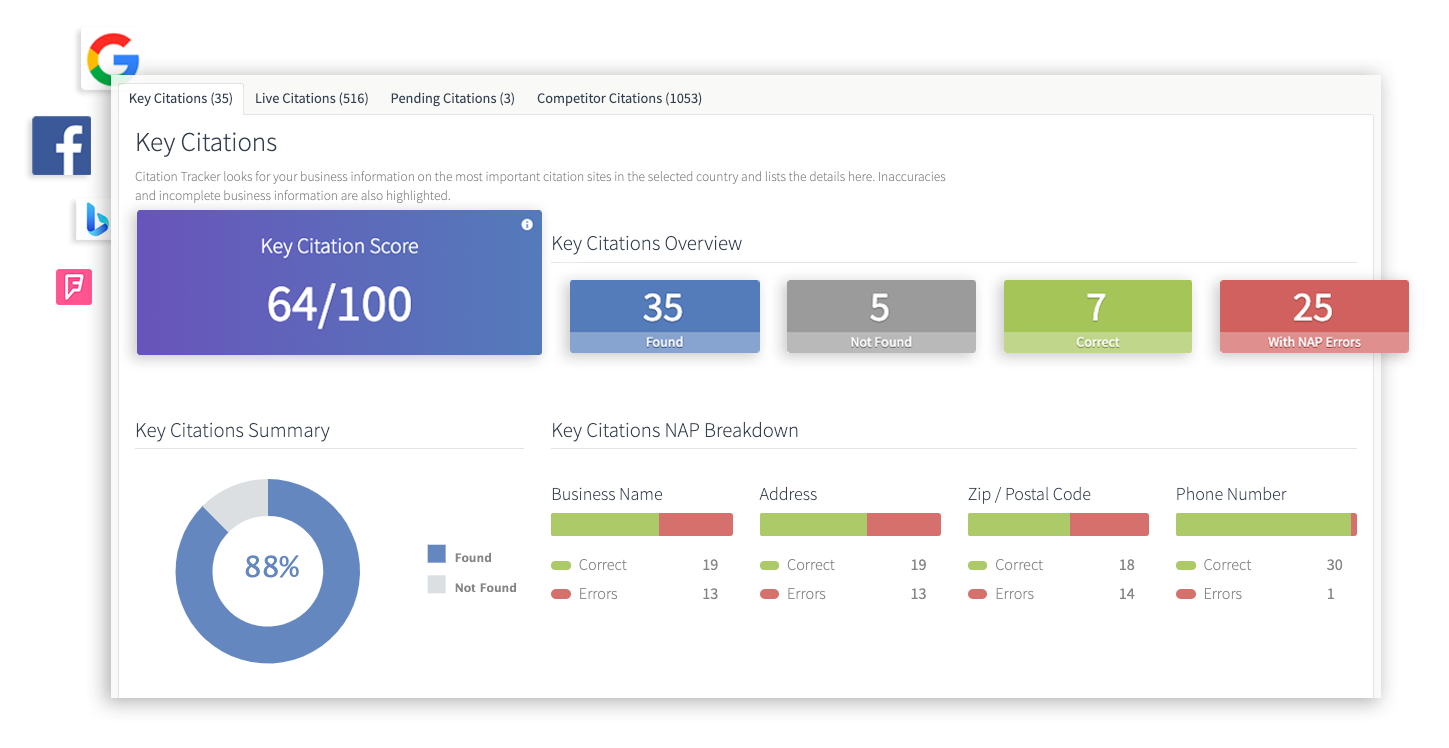 Key Citations (35) Live Citations (516) Pending Citations (3) Competitor Citations (1053)
Key Citations
Citation Tracker looks for your business information on the most important citation sites in the selected country and lists the details here. Inaccuracies
and incomplete business information are also highlighted.
Key Citation Score
64/100
Key Citations Overview
35 5 7 25
Found Not Found Correct With NAP Errors
Key Citations Summary
88%
Found
Not Found
Key Citations NAP Breakdown
Business Name Address Zip / Postal Code Phone Number
Correct 19 Correct 19 Correct 18 Correct 30
Errors 13 Errors 13 Errors 14 Errors 1